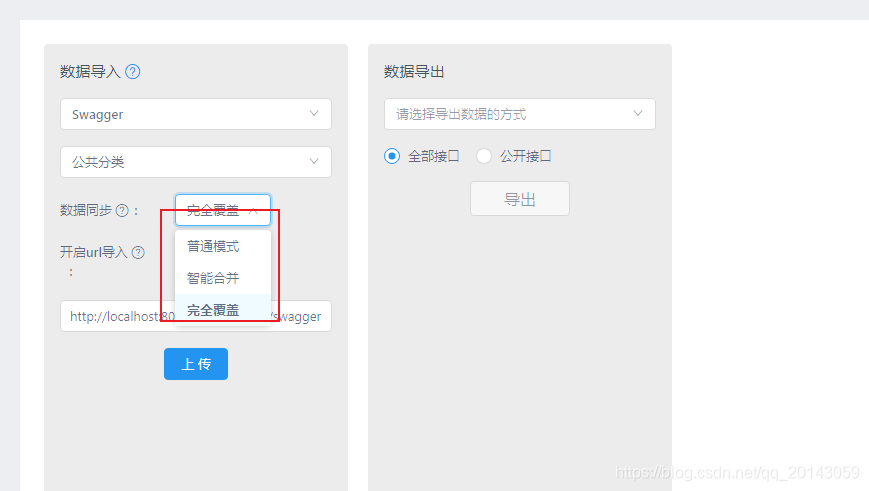 数据导入
Swagger
公共分类
数据同步 :
完全覆盖
普通模式
智能合并
完全覆盖
开启url导入
:
http://localhost:80
/swagger
上 传
数据导出
请选择导出数据的方式
全部接口 公开接口
导出
https://blog.csdn.net/qq_20143059